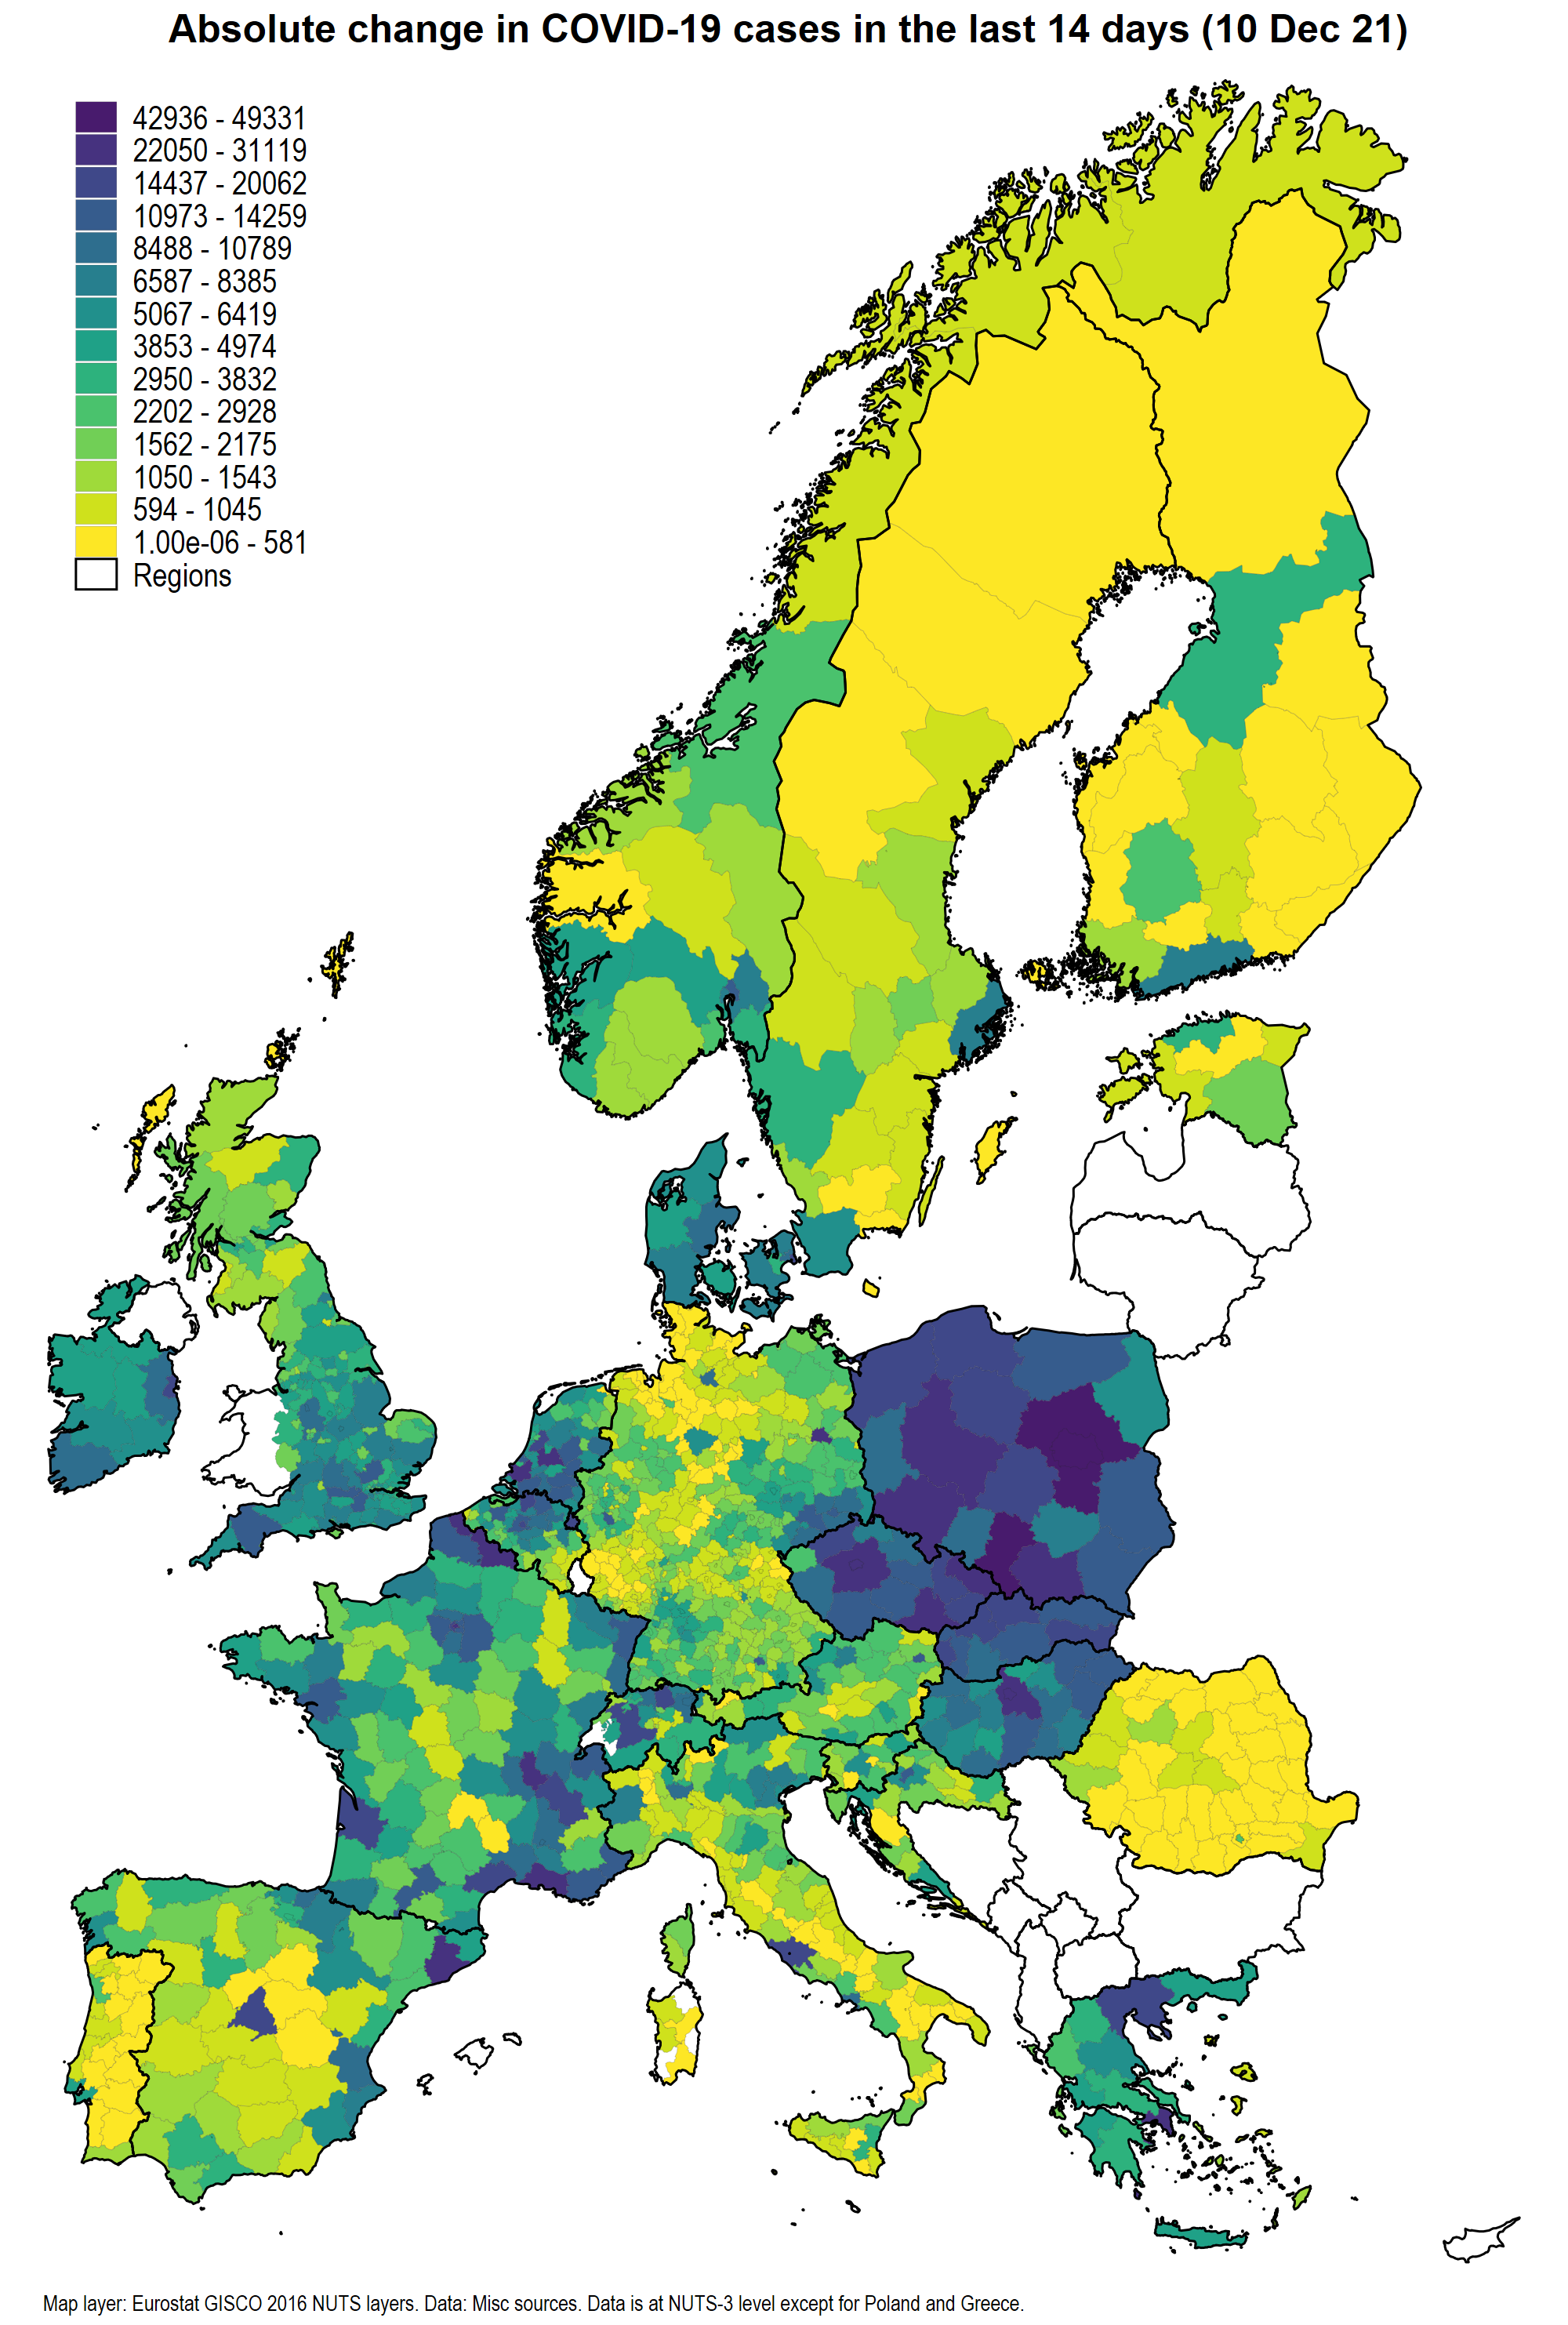 Absolute change in COVID-19 cases in the last 14 days (10 Dec 21)
42936 - 49331
22050 - 31119
14437 - 20062
10973 - 14259
8488 - 10789
6587 - 8385
5067 - 6419
3853 - 4974
2950 - 3832
2202 - 2928
1562 - 2175
1050 - 1543
594 - 1045
1.00e-06 - 581
Regions
Map layer: Eurostat GISCO 2016 NUTS layers. Data: Misc sources. Data is at NUTS-3 level except for Poland and Greece.